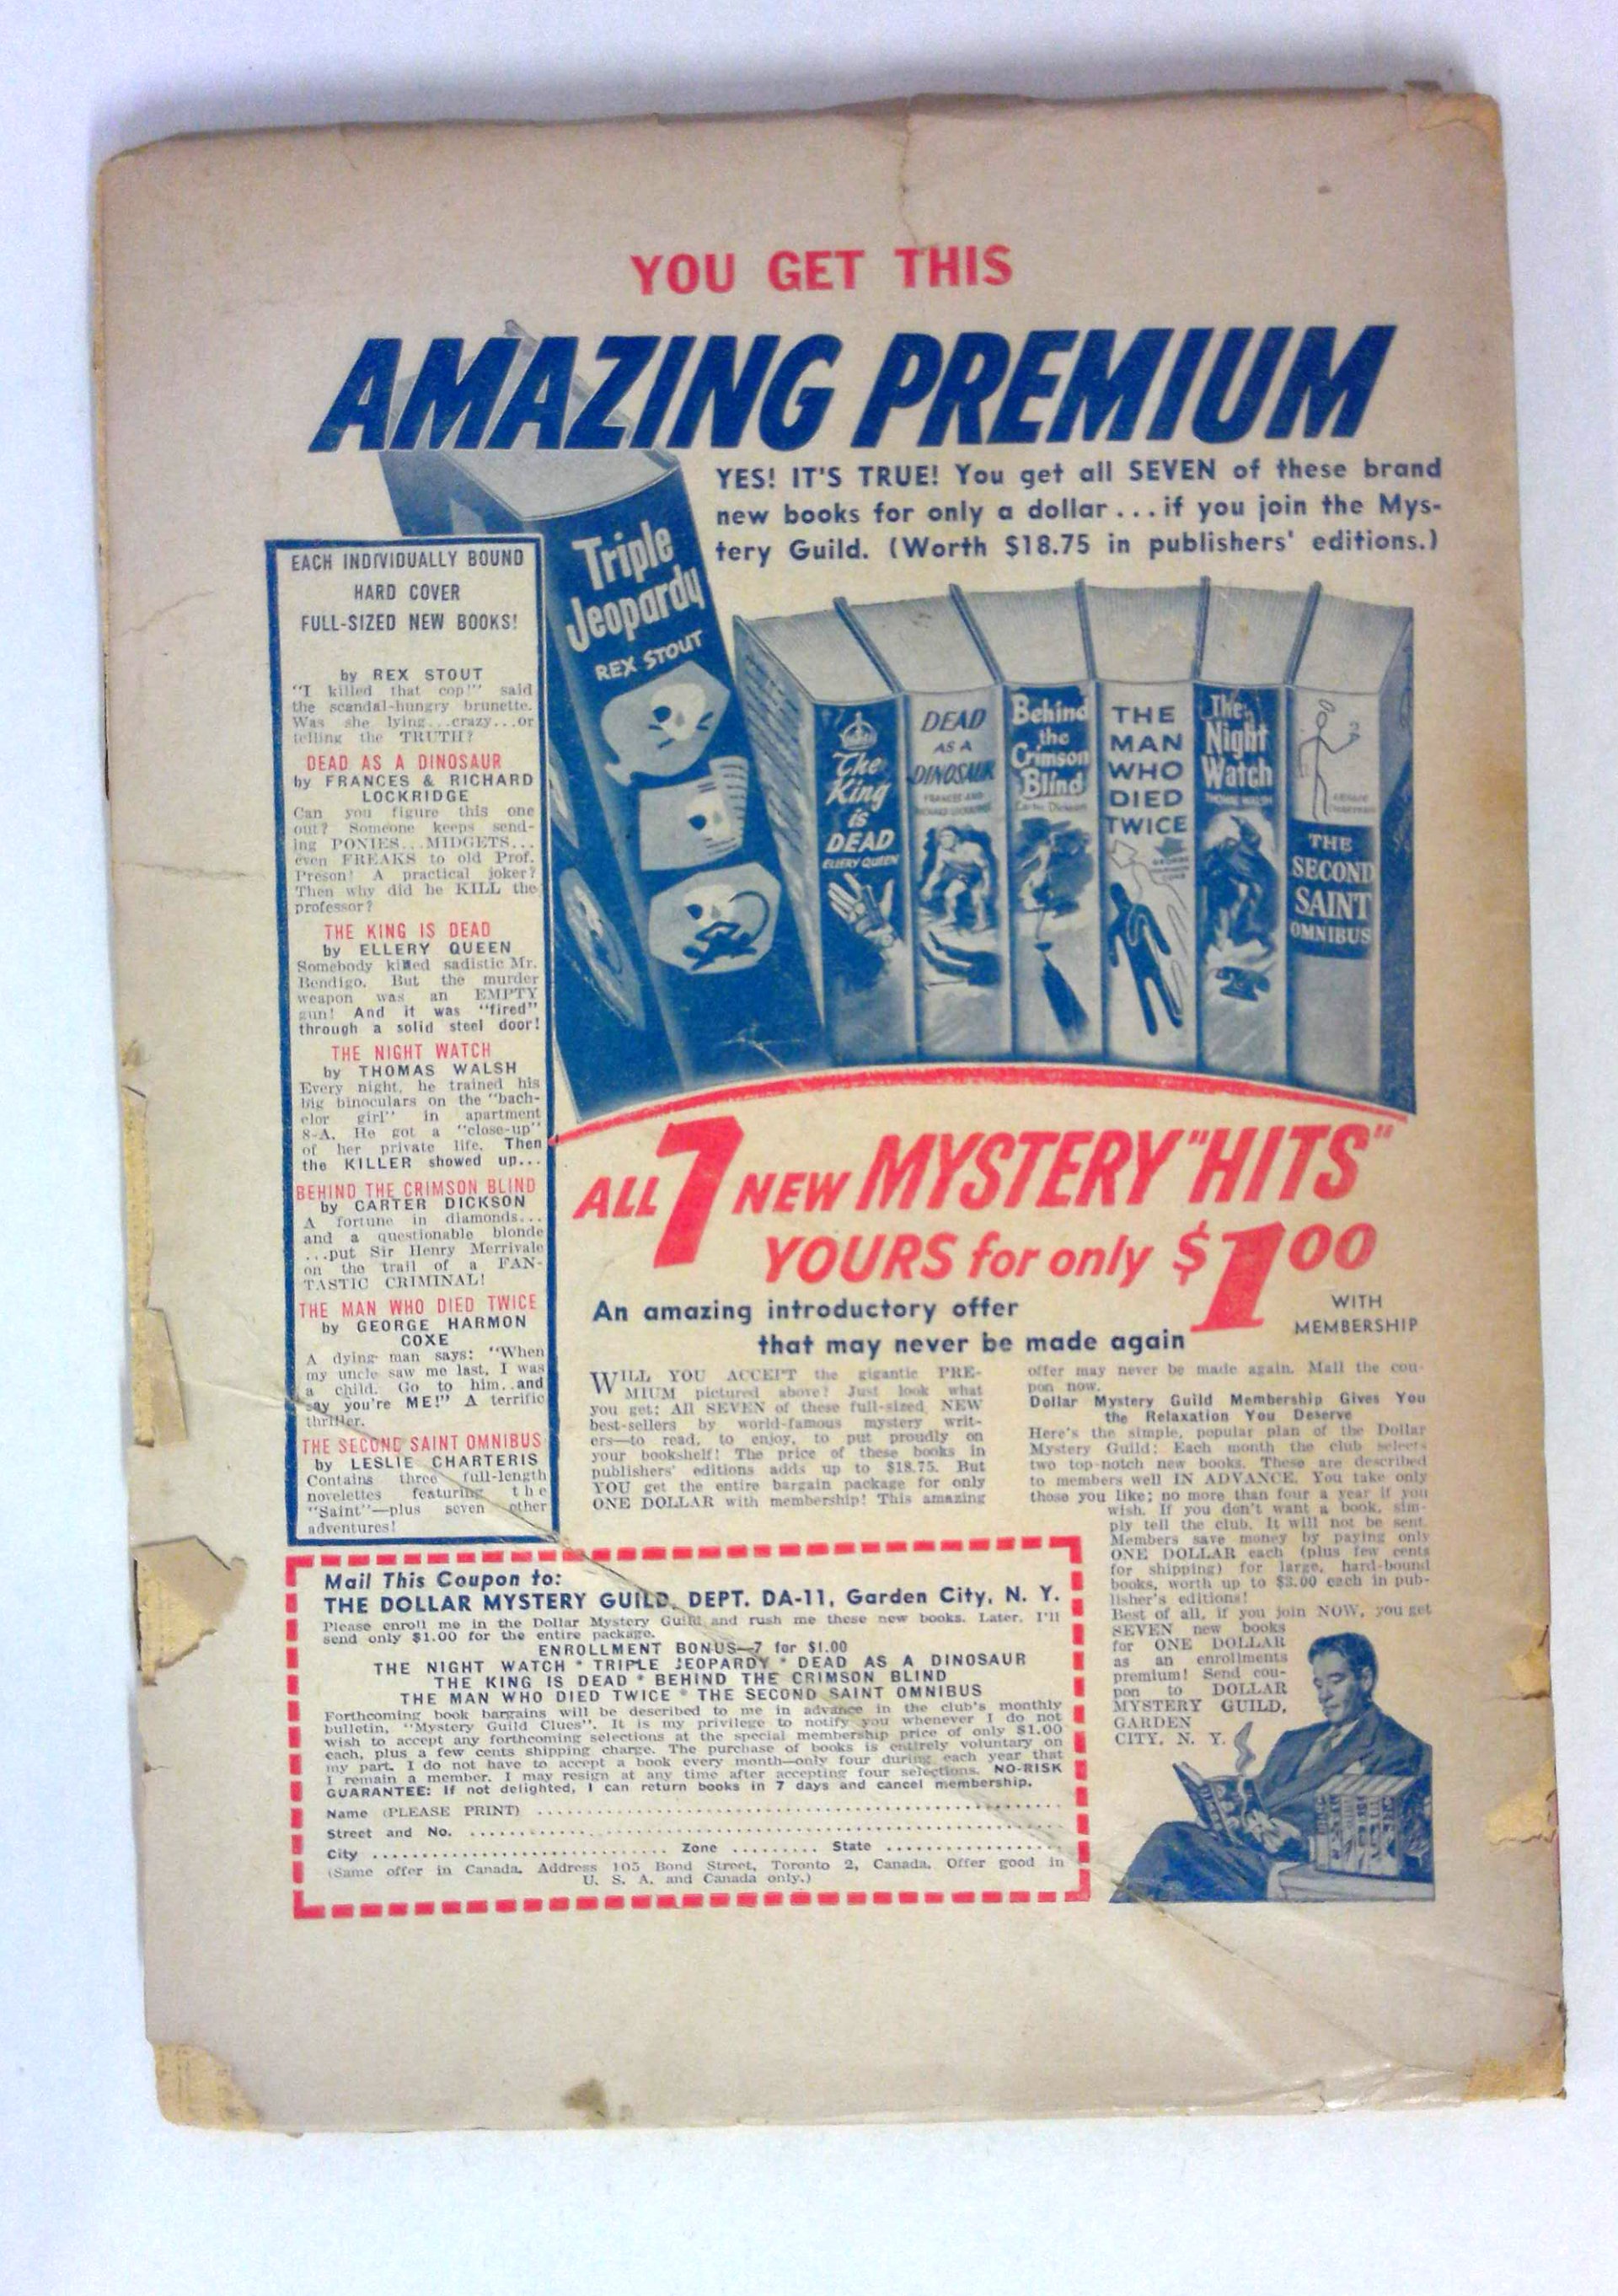 YOU GET THIS
AMAZING PREMIUM
YES! IT'S TRUE! You get all SEVEN of these brand
new books for only a dollar...if you join the Mys-
tery Guild. (Worth $18.75 in publishers' editions.)
Triple
Jeopardy
REX STOUT
The
King
is
DEAD
ELLERY QUEEN
DEAD
AS A
DINOSAUR
FRANCES AND
RICHARD LOCKRIDGE
Behind
the
Crimson
Blind
Carter Dickson
THE
MAN
WHO
DIED
TWICE
GEORGE
HARMON
COXE
The
Night
Watch
THOMAS WALSH
LESLIE
CHARTERIS
THE
SECOND
SAINT
OMNIBUS
EACH INDIVIDUALLY BOUND
HARD COVER
FULL-SIZED NEW BOOKS!
by REX STOUT
"I killed that cop!" said
the scandal-hungry brunette.
Was she lying...crazy...or
telling the TRUTH?
DEAD AS A DINOSAUR
by FRANCES & RICHARD
LOCKRIDGE
Can you figure this one
out? Someone keeps send-
ing PONIES...MIDGETS...
even FREAKS to old Prof.
Preson! A practical joker?
Then why did he KILL the
professor?
THE KING IS DEAD
by ELLERY QUEEN
Somebody killed sadistic Mr.
Bendigo. But the murder
weapon was an EMPTY
gun! And it was "fired"
through a solid steel door!
THE NIGHT WATCH
by THOMAS WALSH
Every night, he trained his
big binoculars on the "bach-
elor girl" in apartment
8-A. He got a "close-up"
of her private life. Then
the KILLER showed up...
BEHIND THE CRIMSON BLIND
by CARTER DICKSON
A fortune in diamonds...
and a questionable blonde
...put Sir Henry Merrivale
on the trail of a FAN-
TASTIC CRIMINAL!
THE MAN WHO DIED TWICE
by GEORGE HARMON
COXE
A dying man says: "When
my uncle saw me last, I was
a child. Go to him..and
say you're ME!" A terrific
thriller.
THE SECOND SAINT OMNIBUS
by LESLIE CHARTERIS
Contains three full-length
novelettes featuring the
"Saint"—plus seven other
adventures!
ALL 7 NEW MYSTERY "HITS"
YOURS for only $1.00
WITH
MEMBERSHIP
An amazing introductory offer
that may never be made again
WILL YOU ACCEPT the gigantic PRE-
MIUM pictured above? Just look what
you get: All SEVEN of these full-sized, NEW
best-sellers by world-famous mystery writ-
ers—to read, to enjoy, to put proudly on
your bookshelf! The price of these books in
publishers' editions adds up to $18.75. But
YOU get the entire bargain package for only
ONE DOLLAR with membership! This amazing
offer may never be made again. Mail the cou-
pon now.
Dollar Mystery Guild Membership Gives You
the Relaxation You Deserve
Here's the simple, popular plan of the Dollar
Mystery Guild: Each month the club selects
two top-notch new books. These are described
to members well IN ADVANCE. You take only
those you like; no more than four a year if you
wish. If you don't want a book, sim-
ply tell the club. It will not be sent.
Members save money by paying only
ONE DOLLAR each (plus few cents
for shipping) for large, hard-bound
books, worth up to $3.00 each in pub-
lisher's editions!
Best of all, if you join NOW, you get
SEVEN new books
for ONE DOLLAR
as an enrollments
premium! Send cou-
pon to DOLLAR
MYSTERY GUILD,
GARDEN
CITY, N. Y.
Mail This Coupon to:
THE DOLLAR MYSTERY GUILD, DEPT. DA-11, Garden City, N. Y.
Please enroll me in the Dollar Mystery Guild and rush me these new books. Later, I'll
send only $1.00 for the entire package.
ENROLLMENT BONUS—7 for $1.00
THE NIGHT WATCH * TRIPLE JEOPARDY * DEAD AS A DINOSAUR
THE KING IS DEAD * BEHIND THE CRIMSON BLIND
THE MAN WHO DIED TWICE * THE SECOND SAINT OMNIBUS
Forthcoming book bargains will be described to me in advance in the club's monthly
bulletin, "Mystery Guild Clues". It is my privilege to notify you whenever I do not
wish to accept any forthcoming selections at the special membership price of only $1.00
each, plus a few cents shipping charge. The purchase of books is entirely voluntary on
my part. I do not have to accept a book every month—only four during each year that
I remain a member. I may resign at any time after accepting four selections. NO-RISK
GUARANTEE: If not delighted, I can return books in 7 days and cancel membership.
Name (PLEASE PRINT) ..........
Street and No. ..........
City .......... Zone .......... State ..........
(Same offer in Canada. Address 105 Bond Street, Toronto 2, Canada. Offer good in
U. S. A. and Canada only.)